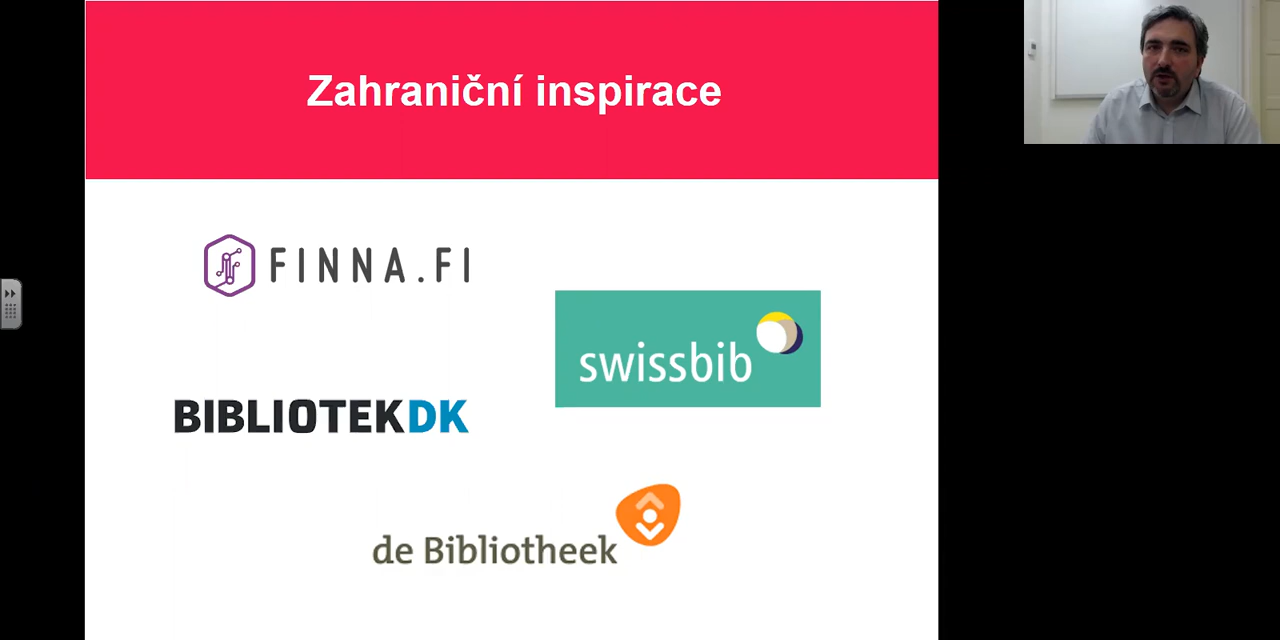 Zahraniční inspirace
FINNA.FI
swissbib
BIBLIOTEKDK
de Bibliotheek